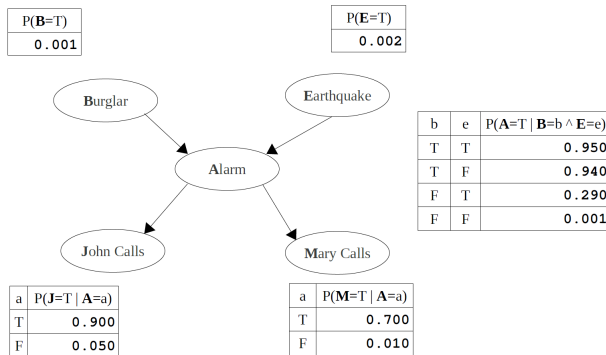 P(B=T)
0.001
P(E=T)
0.002
Burglar
Earthquake
Alarm
John Calls
Mary Calls
b e P(A=T | B=b ^ E=e)
T T 0.950
T F 0.940
F T 0.290
F F 0.001
a P(J=T | A=a)
T 0.900
F 0.050
a P(M=T | A=a)
T 0.700
F 0.010